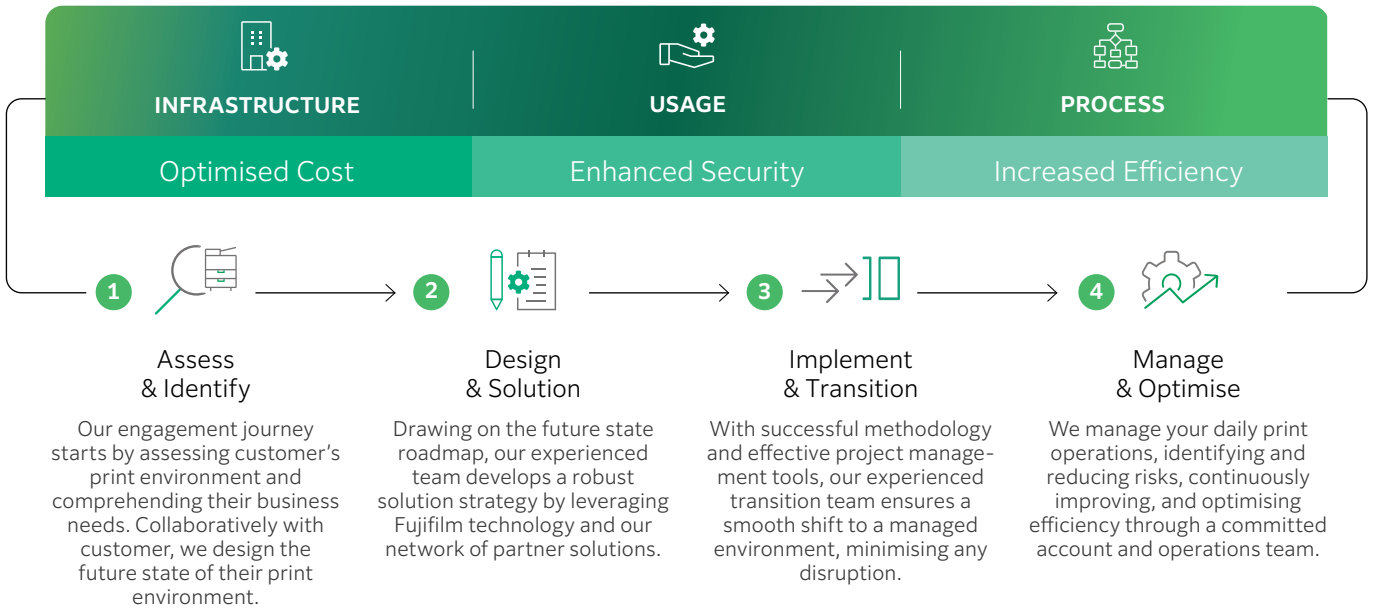 INFRASTRUCTURE
USAGE
PROCESS
Optimised Cost
Enhanced Security
Increased Efficiency
1
Assess
& Identify
Our engagement journey
starts by assessing customer's
print environment and
comprehending their business
needs. Collaboratively with
customer, we design the
future state of their print
environment.
2
Design
& Solution
Drawing on the future state
roadmap, our experienced
team develops a robust
solution strategy by leveraging
Fujifilm technology and our
network of partner solutions.
3
Implement
& Transition
With successful methodology
and effective project manage-
ment tools, our experienced
transition team ensures a
smooth shift to a managed
environment, minimising any
disruption.
4
Manage
& Optimise
We manage your daily print
operations, identifying and
reducing risks, continuously
improving, and optimising
efficiency through a committed
account and operations team.